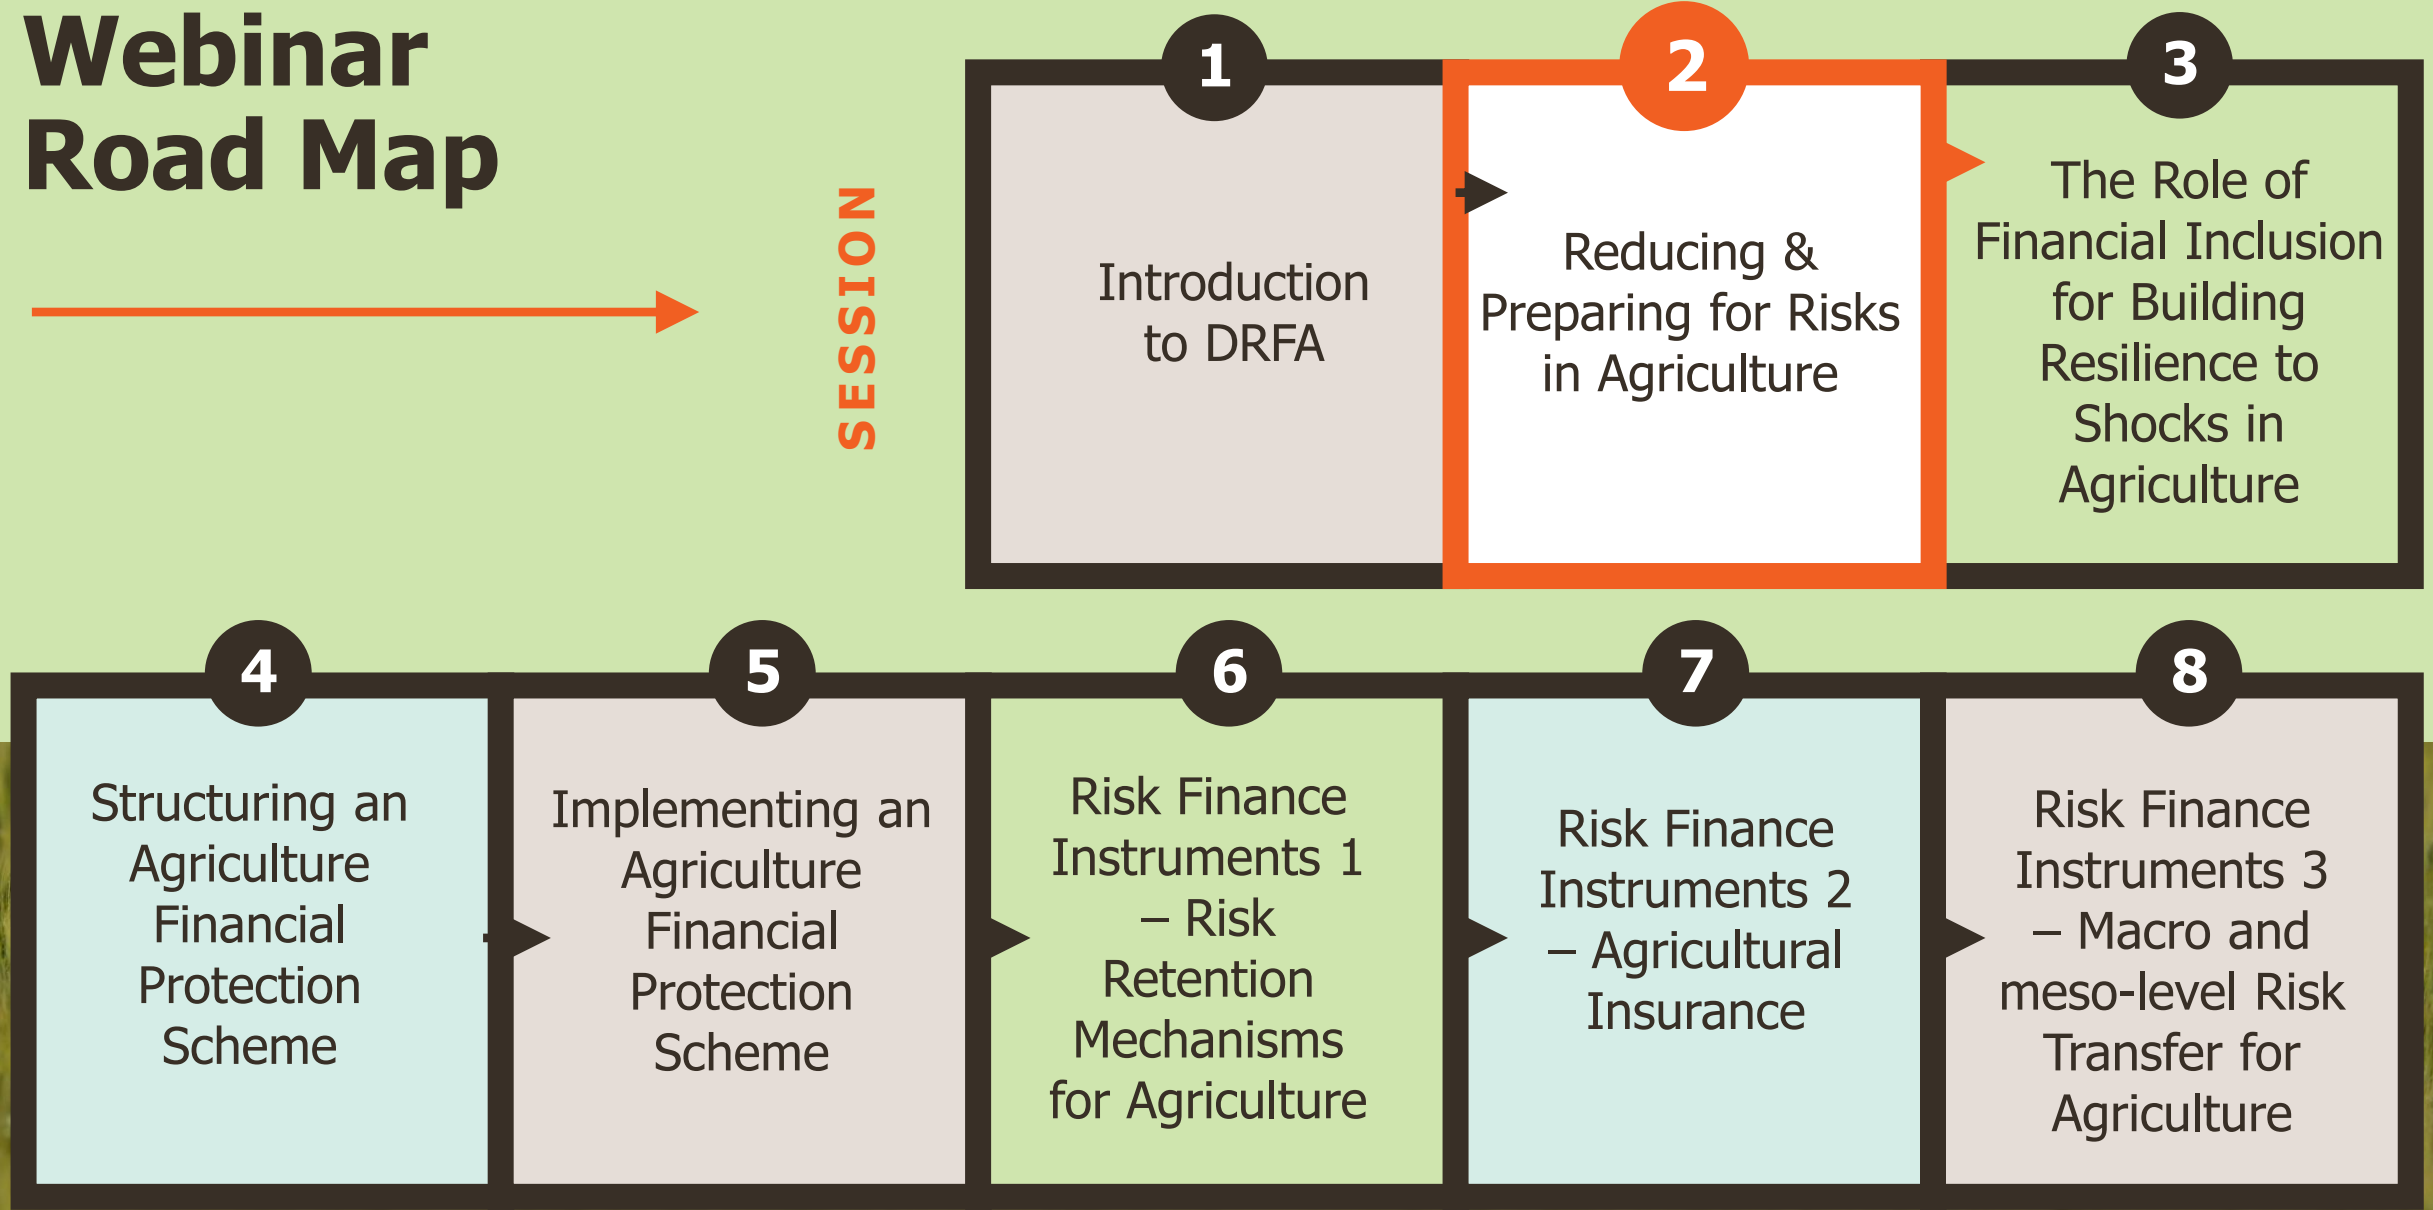 Webinar
Road Map
SESSION
1
Introduction
to DRFA
2
Reducing &
Preparing for Risks
in Agriculture
3
The Role of
Financial Inclusion
for Building
Resilience to
Shocks in
Agriculture
4
Structuring an
Agriculture
Financial
Protection
Scheme
5
Implementing an
Agriculture
Financial
Protection
Scheme
6
Risk Finance
Instruments 1
– Risk
Retention
Mechanisms
for Agriculture
7
Risk Finance
Instruments 2
– Agricultural
Insurance
8
Risk Finance
Instruments 3
– Macro and
meso-level Risk
Transfer for
Agriculture